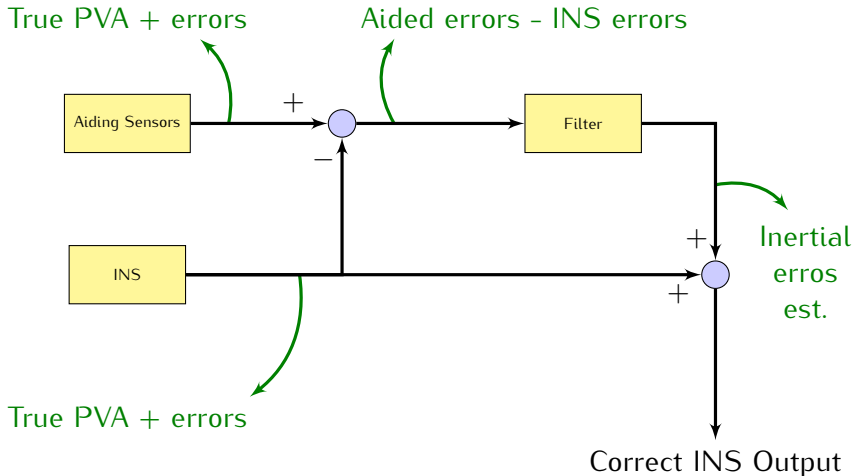 True PVA + errors
Aided errors - INS errors
Aiding Sensors
+
Filter
−
INS
+
+
Inertial
erros
est.
True PVA + errors
Correct INS Output